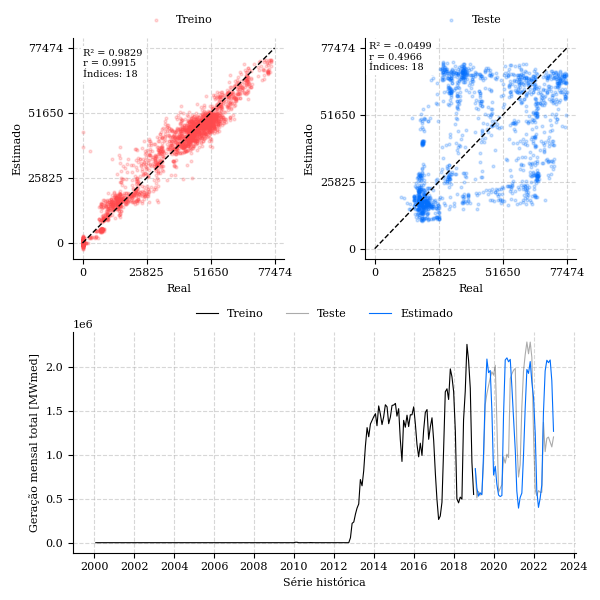 Treino
Teste
R² = 0.9829
r = 0.9915
Índices: 18
77474
51650
25825
0
Estimado
0
25825
51650
77474
Real
R² = -0.0499
r = 0.4966
Índices: 18
77474
51650
25825
0
Estimado
0
25825
51650
77474
Real
Treino
Teste
Estimado
1e6
2.0
1.5
1.0
0.5
0.0
Geração mensal total [MWmed]
2000
2002
2004
2006
2008
2010
2012
2014
2016
2018
2020
2022
2024
Série histórica